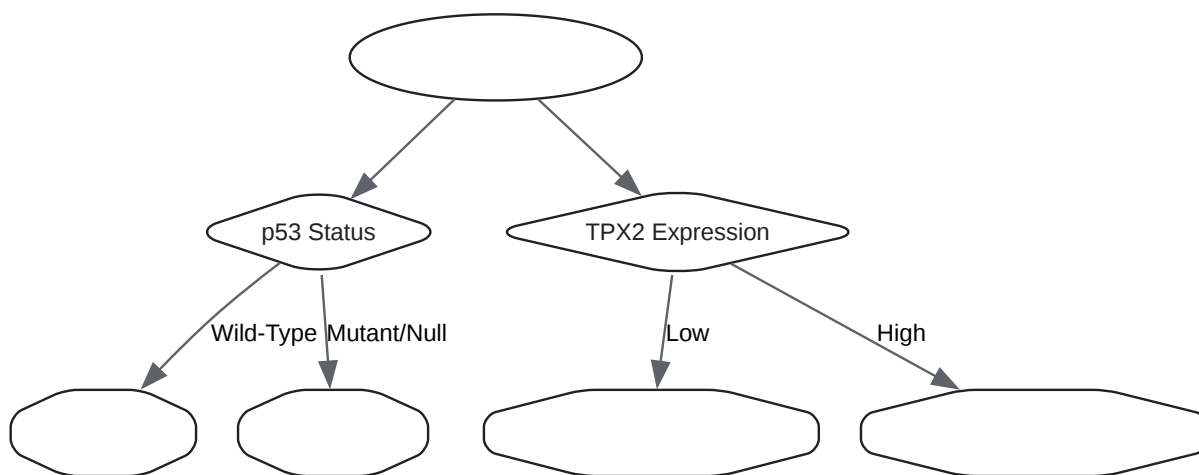 p53 Status
TPX2 Expression
Wild-Type
Mutant/Null
Low
High